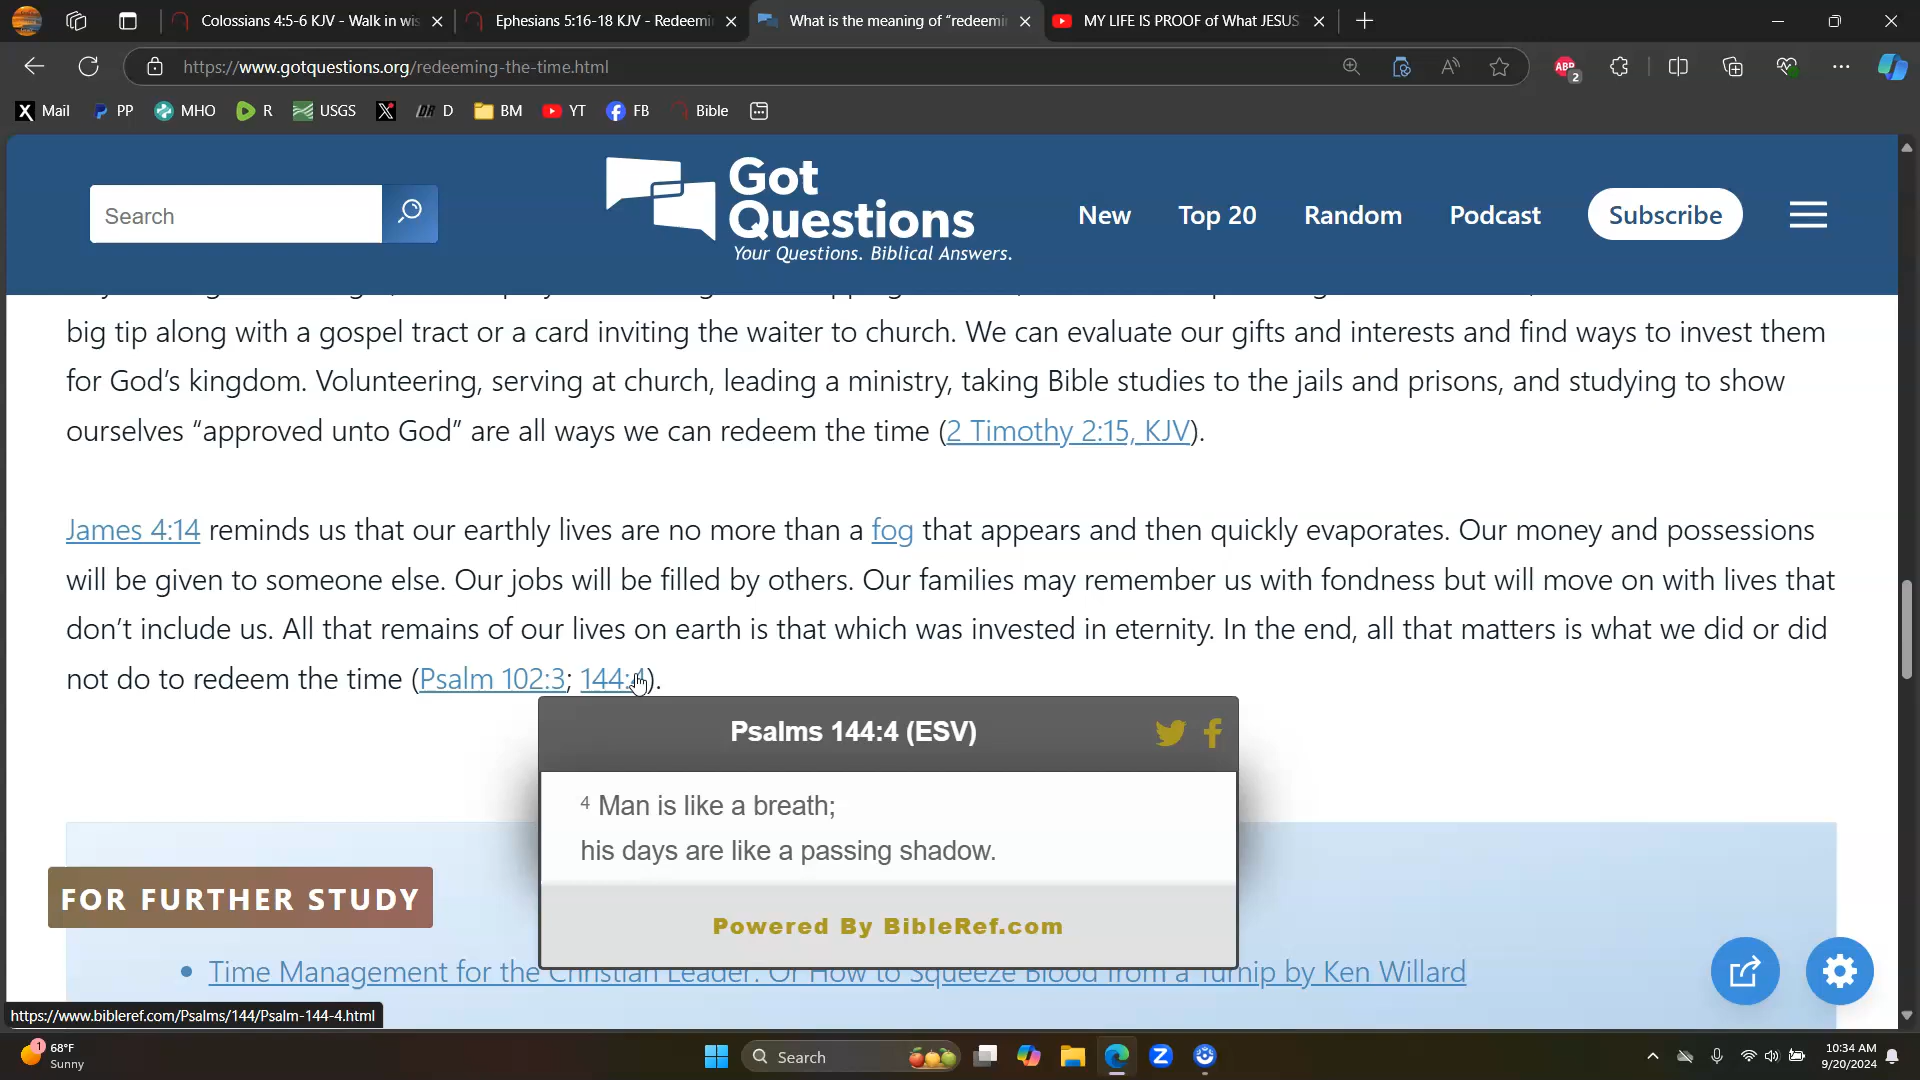 Colossians 4:5-6 KJV - Walk in wis
Ephesians 5:16-18 KJV - Redeemi
What is the meaning of “redeemi
MY LIFE IS PROOF of What JESUS
https://www.gotquestions.org/redeeming-the-time.html
ABP
2
Mail
PP
MHO
R
USGS
DR D
BM
YT
FB
Bible
Search
Got
Questions
Your Questions. Biblical Answers.
New
Top 20
Random
Podcast
Subscribe
big tip along with a gospel tract or a card inviting the waiter to church. We can evaluate our gifts and interests and find ways to invest them
for God’s kingdom. Volunteering, serving at church, leading a ministry, taking Bible studies to the jails and prisons, and studying to show
ourselves “approved unto God” are all ways we can redeem the time (2 Timothy 2:15, KJV).
James 4:14 reminds us that our earthly lives are no more than a fog that appears and then quickly evaporates. Our money and possessions
will be given to someone else. Our jobs will be filled by others. Our families may remember us with fondness but will move on with lives that
don’t include us. All that remains of our lives on earth is that which was invested in eternity. In the end, all that matters is what we did or did
not do to redeem the time (Psalm 102:3; 144:4).
Psalms 144:4 (ESV)
4 Man is like a breath;
his days are like a passing shadow.
Powered By BibleRef.com
FOR FURTHER STUDY
Time Management for the Christian Leader: Or How to Squeeze Blood from a Turnip by Ken Willard
https://www.bibleref.com/Psalms/144/Psalm-144-4.html
1
68°F
Sunny
Search
10:34 AM
9/20/2024